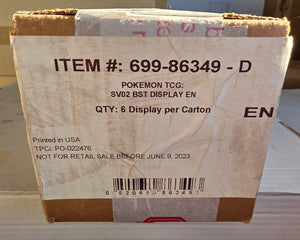 ITEM #: 699-86349 - D
POKEMON TCG:
SV02 BST DISPLAY EN
QTY: 6 Display per Carton
EN
Printed in USA
TPCi: PO-022476
NOT FOR RETAIL SALE BEFORE JUNE 9, 2023